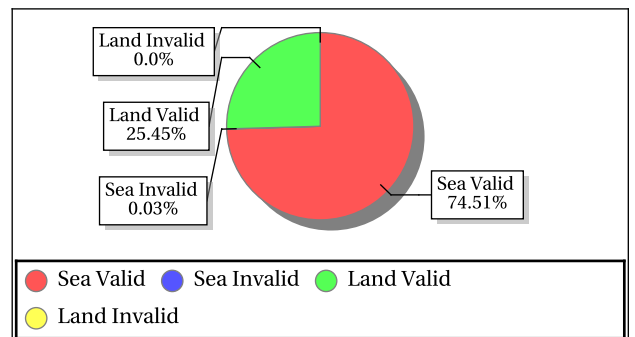 Land Invalid
0.0%
Land Valid
25.45%
Sea Invalid
0.03%
Sea Valid
74.51%
Sea Valid Sea Invalid Land Valid
Land Invalid